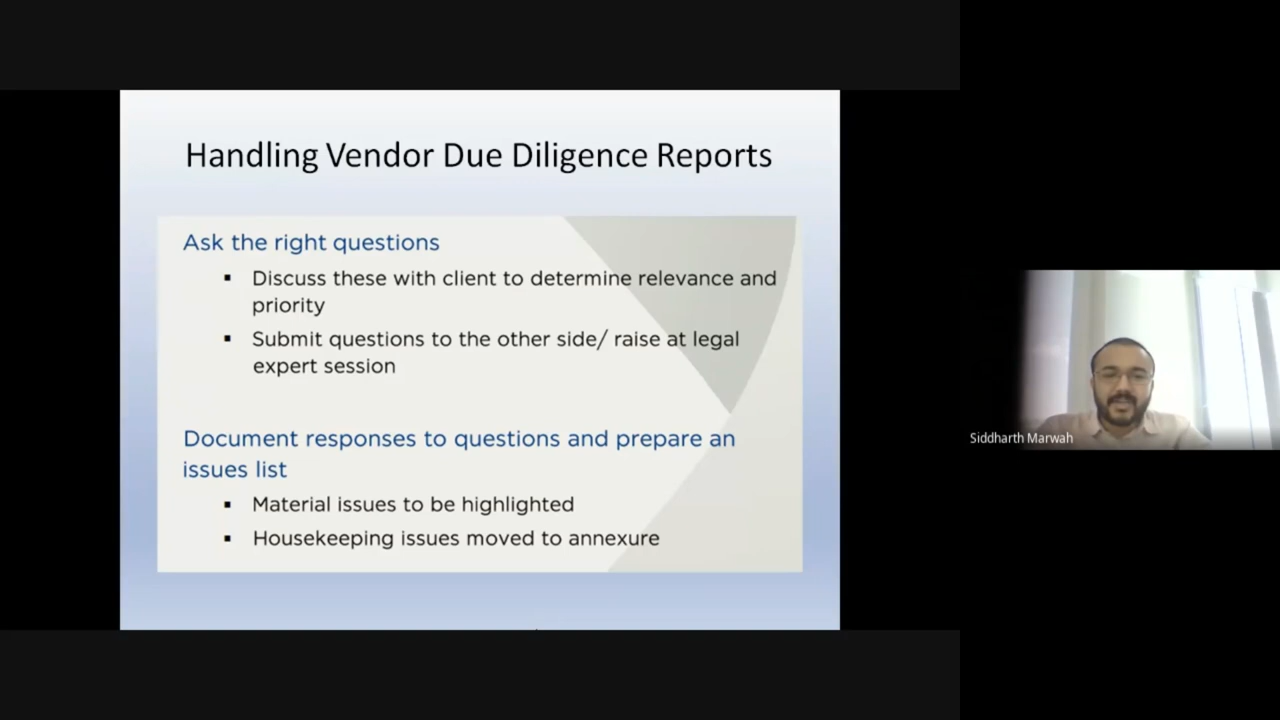 Handling Vendor Due Diligence Reports
Ask the right questions
▪ Discuss these with client to determine relevance and
priority
▪ Submit questions to the other side/ raise at legal
expert session
Document responses to questions and prepare an
issues list
▪ Material issues to be highlighted
▪ Housekeeping issues moved to annexure
Siddharth Marwah